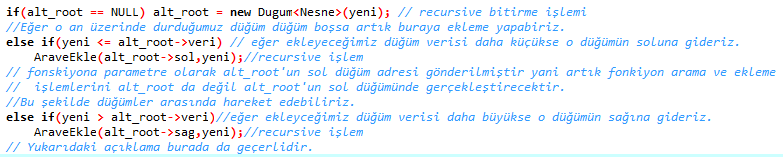 if(alt_root == NULL) alt_root = new Dugum<Nesne>(yeni); // recursive bitirme işlemi
//Eğer o an üzerinde durduğumuz düğüm düğüm boşsa artık buraya ekleme yapabiriz.
else if(yeni <= alt_root->veri) // eğer ekleyeceğimiz düğüm verisi daha küçükse o düğümün soluna gideriz.
AraveEkle(alt_root->sol,yeni);//recursive işlem
// fonskiyona parametre olarak alt_root'un sol düğüm adresi gönderilmiştir yani artık fonkiyon arama ve ekleme
// işlemlerini alt_root da değil alt_root'un sol düğümünde gerçekleştirecektir.
//Bu şekilde düğümler arasında hareket edebiliriz.
else if(yeni > alt_root->veri)//eğer ekleyceğimiz düğüm verisi daha büyükse o düğümün sağına gideriz.
AraveEkle(alt_root->sag,yeni);//recursive işlem
// Yukarıdaki açıklama burada da geçerlidir.